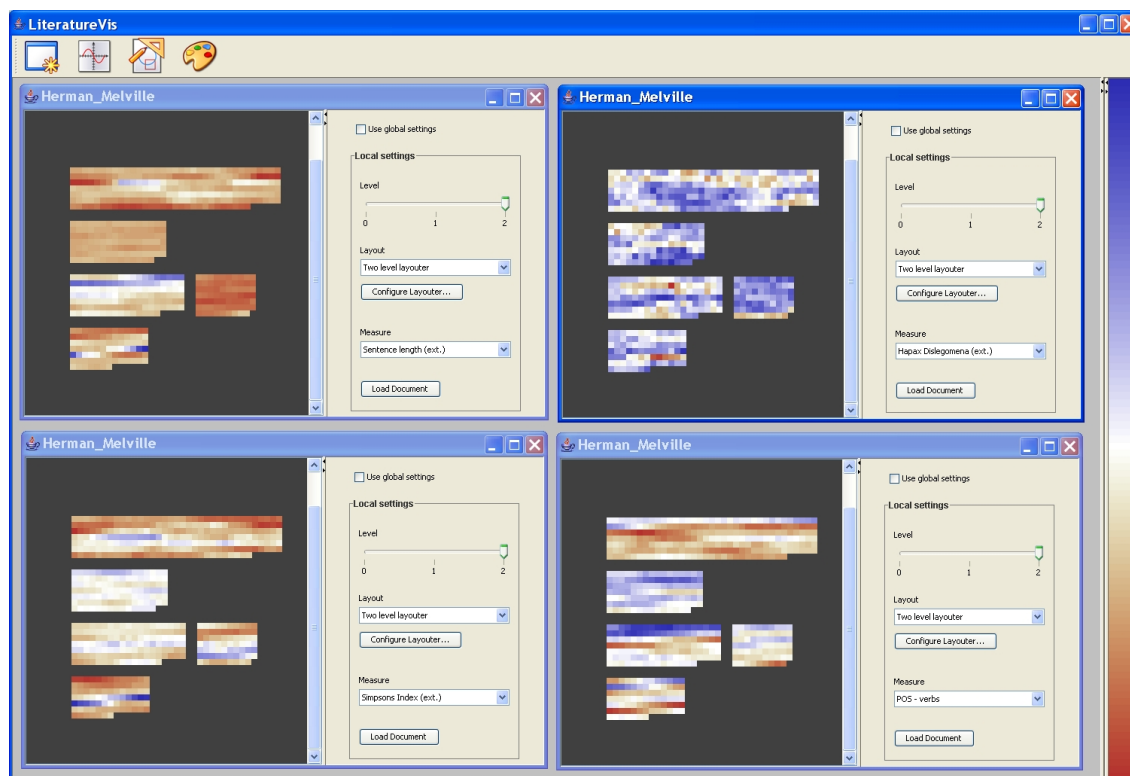 LiteratureVis
Herman_Melville
Use global settings
Local settings
Level
0 1 2
Layout
Two level layouter
Configure Layouter...
Measure
Sentence length (ext.)
Load Document
Herman_Melville
Use global settings
Local settings
Level
0 1 2
Layout
Two level layouter
Configure Layouter...
Measure
Hapax Dislegomena (ext.)
Load Document
Herman_Melville
Use global settings
Local settings
Level
0 1 2
Layout
Two level layouter
Configure Layouter...
Measure
Simpsons Index (ext.)
Load Document
Herman_Melville
Use global settings
Local settings
Level
0 1 2
Layout
Two level layouter
Configure Layouter...
Measure
POS - verbs
Load Document